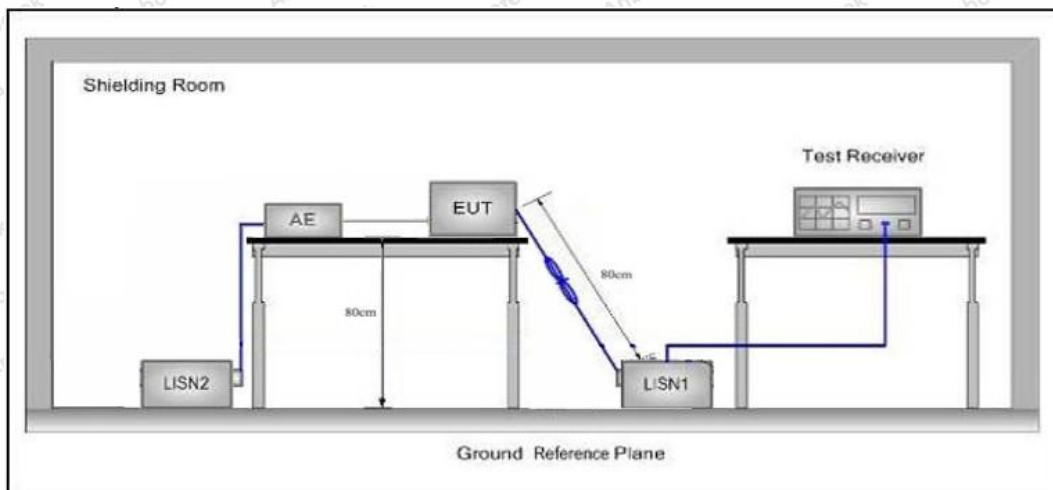 Shielding Room
Test Receiver
AE
EUT
80cm
80cm
LISN2
LISN1
Ground Reference Plane